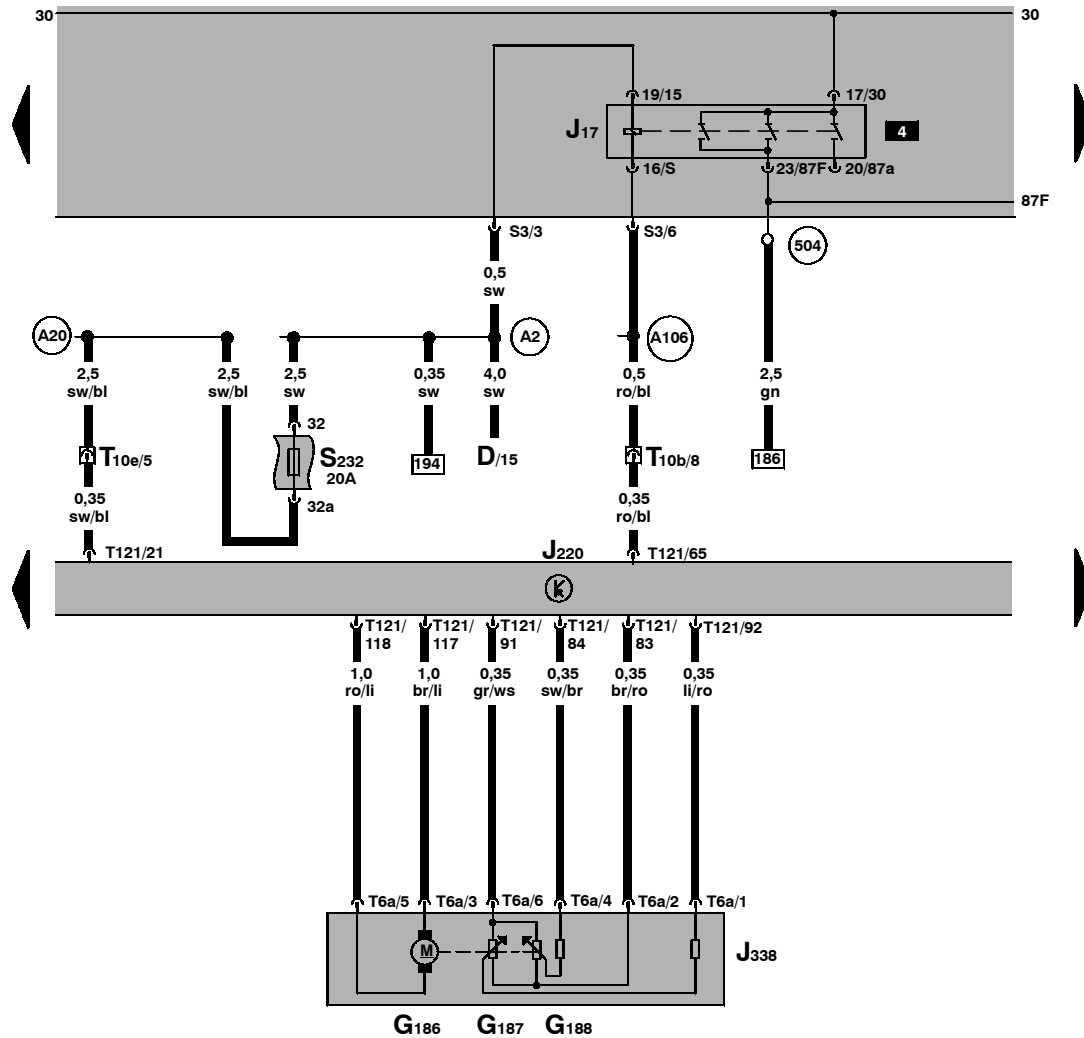 30 30
19/15 17/30
J17 4
16/S 23/87F 20/87a
87F
S3/3 S3/6 504
0,5
sw
A20 A2 A106
2,5 2,5 2,5 0,35 4,0 0,5 2,5
sw/bl sw/bl sw sw sw ro/bl gn
32
T10e/5 S232 194 D/15 T10b/8 186
20A
0,35 32a 0,35
sw/bl ro/bl
T121/21 J220 T121/65
T121/ T121/ T121/ T121/ T121/ T121/92
118 117 91 84 83
1,0 1,0 0,35 0,35 0,35 0,35
ro/li br/li gr/ws sw/br br/ro li/ro
T6a/5 T6a/3 T6a/6 T6a/4 T6a/2 T6a/1
M J338
G186 G187 G188